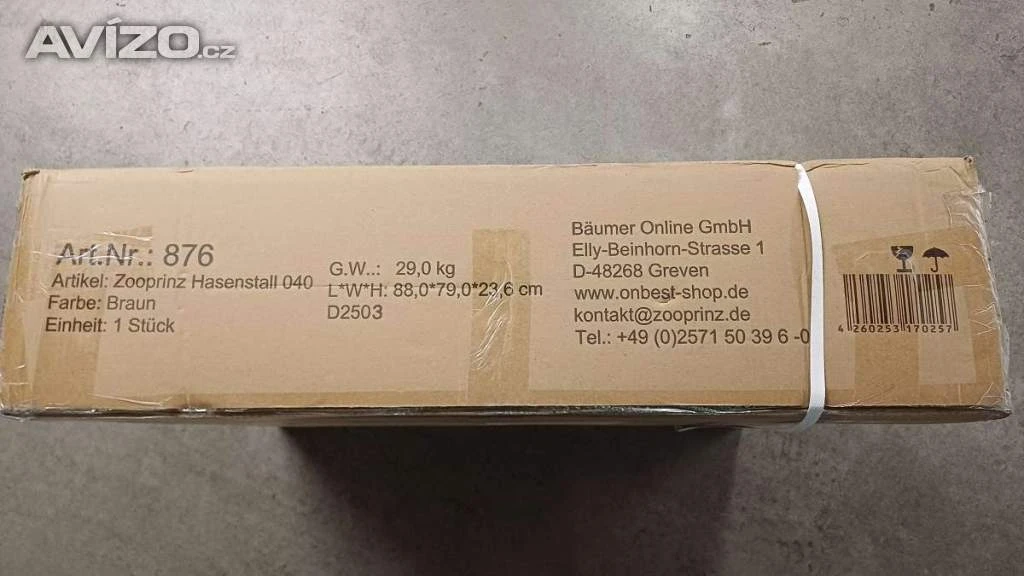 AVÍZO.cz
Art.Nr.: 876
Artikel: Zooprinz Hasenstall 040
Farbe: Braun
Einheit: 1 Stück
G.W..: 29,0 kg
L*W*H: 88,0*79,0*23,6 cm
D2503
Bäumer Online GmbH
Elly-Beinhorn-Strasse 1
D-48268 Greven
www.onbest-shop.de
kontakt@zooprinz.de
Tel.: +49 (0)2571 50 39 6 -0
4 260253 170257